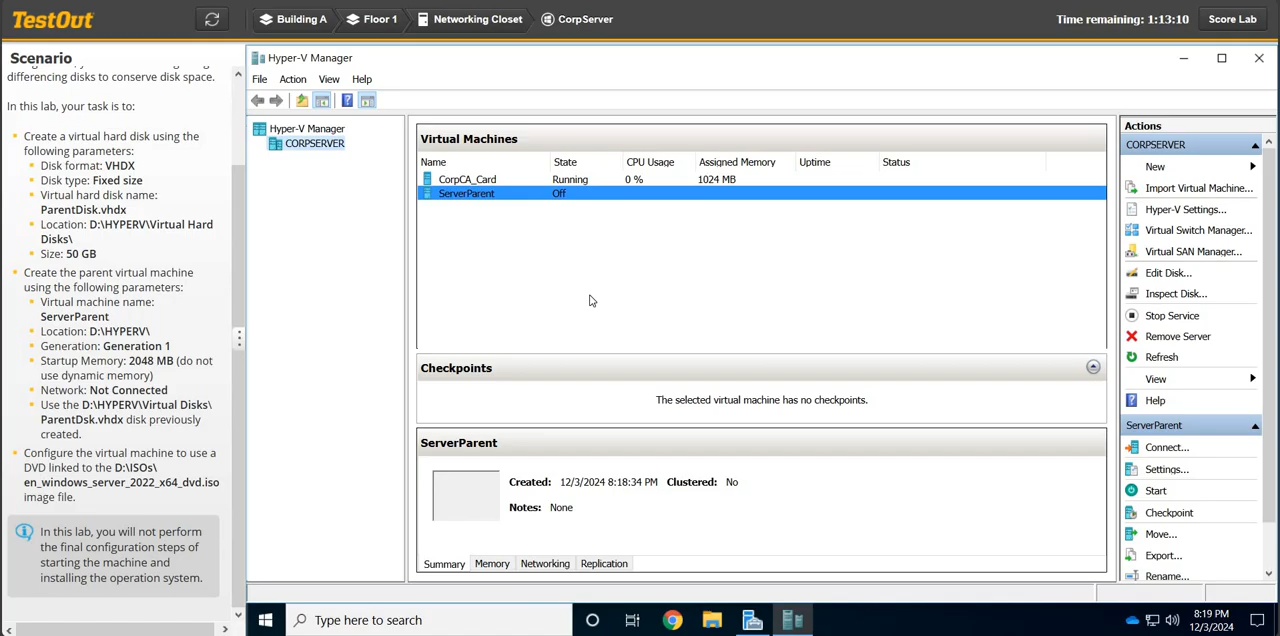 TestOut
Building A
Floor 1
Networking Closet
CorpServer
Time remaining: 1:13:10
Score Lab
Scenario
differencing disks to conserve disk space.
In this lab, your task is to:
Create a virtual hard disk using the
following parameters:
Disk format: VHDX
Disk type: Fixed size
Virtual hard disk name:
ParentDisk.vhdx
Location: D:\HYPERV\Virtual Hard
Disks\
Size: 50 GB
Create the parent virtual machine
using the following parameters:
Virtual machine name:
ServerParent
Location: D:\HYPERV\
Generation: Generation 1
Startup Memory: 2048 MB (do not
use dynamic memory)
Network: Not Connected
Use the D:\HYPERV\Virtual Disks\
ParentDsk.vhdx disk previously
created.
Configure the virtual machine to use a
DVD linked to the D:\ISOs\
en_windows_server_2022_x64_dvd.iso
image file.
In this lab, you will not perform
the final configuration steps of
starting the machine and
installing the operation system.
Hyper-V Manager
File Action View Help
Hyper-V Manager
CORPSERVER
Virtual Machines
Name State CPU Usage Assigned Memory Uptime Status
CorpCA_Card Running 0 % 1024 MB
ServerParent Off
Checkpoints
The selected virtual machine has no checkpoints.
ServerParent
Created: 12/3/2024 8:18:34 PM Clustered: No
Notes: None
Summary Memory Networking Replication
Actions
CORPSERVER
New
Import Virtual Machine...
Hyper-V Settings...
Virtual Switch Manager...
Virtual SAN Manager...
Edit Disk...
Inspect Disk...
Stop Service
Remove Server
Refresh
View
Help
ServerParent
Connect...
Settings...
Start
Checkpoint
Move...
Export...
Rename...
Type here to search
8:19 PM
12/3/2024